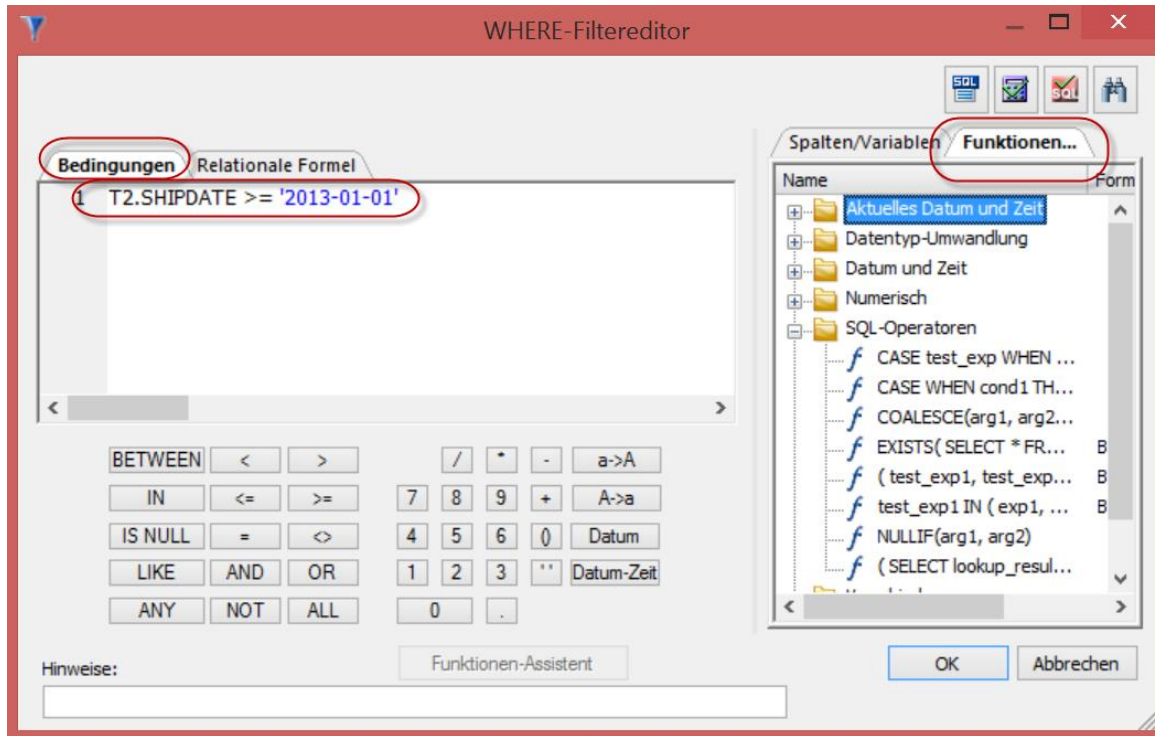 WHERE-Filtereditor
SQL
SQL
Bedingungen Relationale Formel
1 T2.SHIPDATE >= '2013-01-01'
Spalten/Variablen Funktionen...
Name Form
Aktuelles Datum und Zeit
Datentyp-Umwandlung
Datum und Zeit
Numerisch
SQL-Operatoren
CASE test_exp WHEN ...
CASE WHEN cond1 TH...
COALESCE(arg1, arg2...
EXISTS( SELECT * FR... B
( test_exp1, test_exp... B
test_exp1 IN ( exp1, ... B
NULLIF(arg1, arg2)
( SELECT lookup_resul...
BETWEEN < > / * - a->A
IN <= >= 7 8 9 + A->a
IS NULL = <> 4 5 6 () Datum
LIKE AND OR 1 2 3 '' Datum-Zeit
ANY NOT ALL 0 .
Hinweise:
Funktionen-Assistent
OK Abbrechen